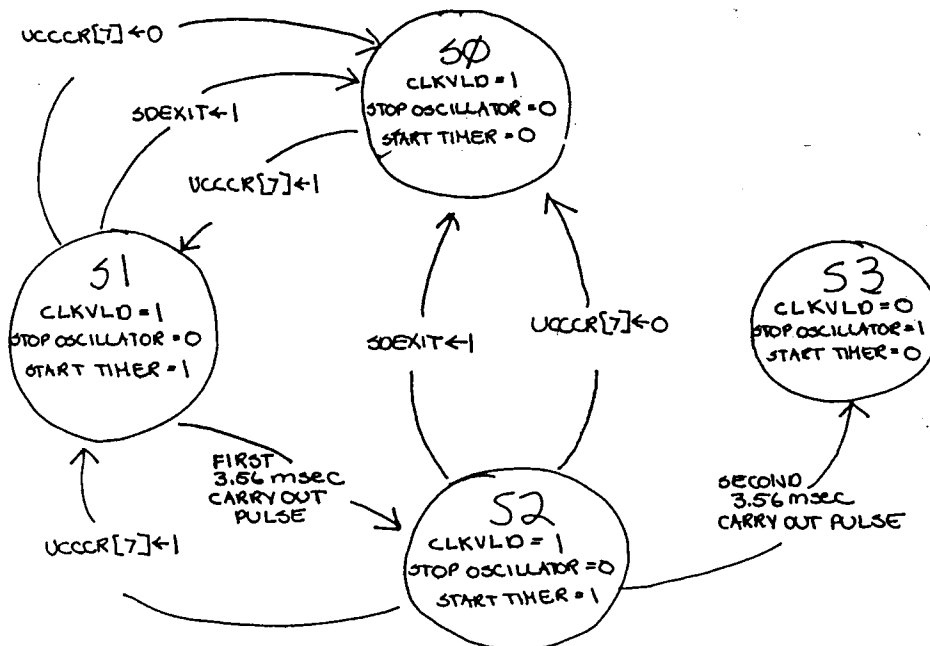 UCCCR[7]←0
SDEXIT←1
UCCCR[7]←1
SØ
CLKVLD=1
STOP OSCILLATOR=0
START TIMER=0
S1
CLKVLD=1
STOP OSCILLATOR=0
START TIMER=1
SDEXIT←1
UCCCR[7]←0
S3
CLKVLD=0
STOP OSCILLATOR=1
START TIMER=0
FIRST
3.56 msec
CARRY OUT
PULSE
UCCCR[7]←1
S2
CLKVLD=1
STOP OSCILLATOR=0
START TIMER=1
SECOND
3.56 msec
CARRY OUT PULSE